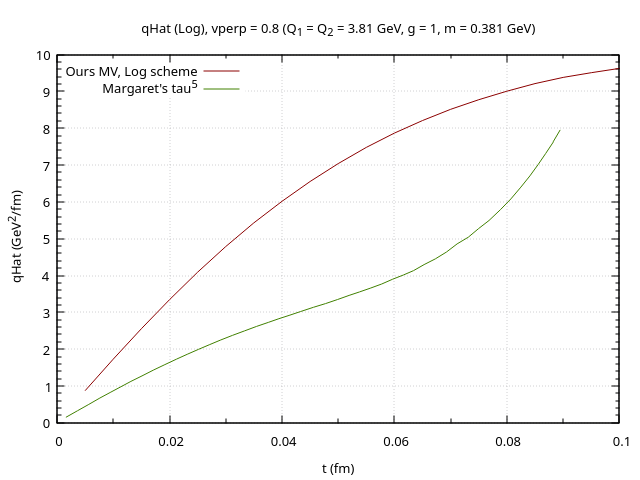 qHat (Log), vperp = 0.8 (Q1 = Q2 = 3.81 GeV, g = 1, m = 0.381 GeV)
Ours MV, Log scheme
Margaret's tau5
qHat (GeV2/fm)
10
9
8
7
6
5
4
3
2
1
0
0 0.02 0.04 0.06 0.08 0.1
t (fm)